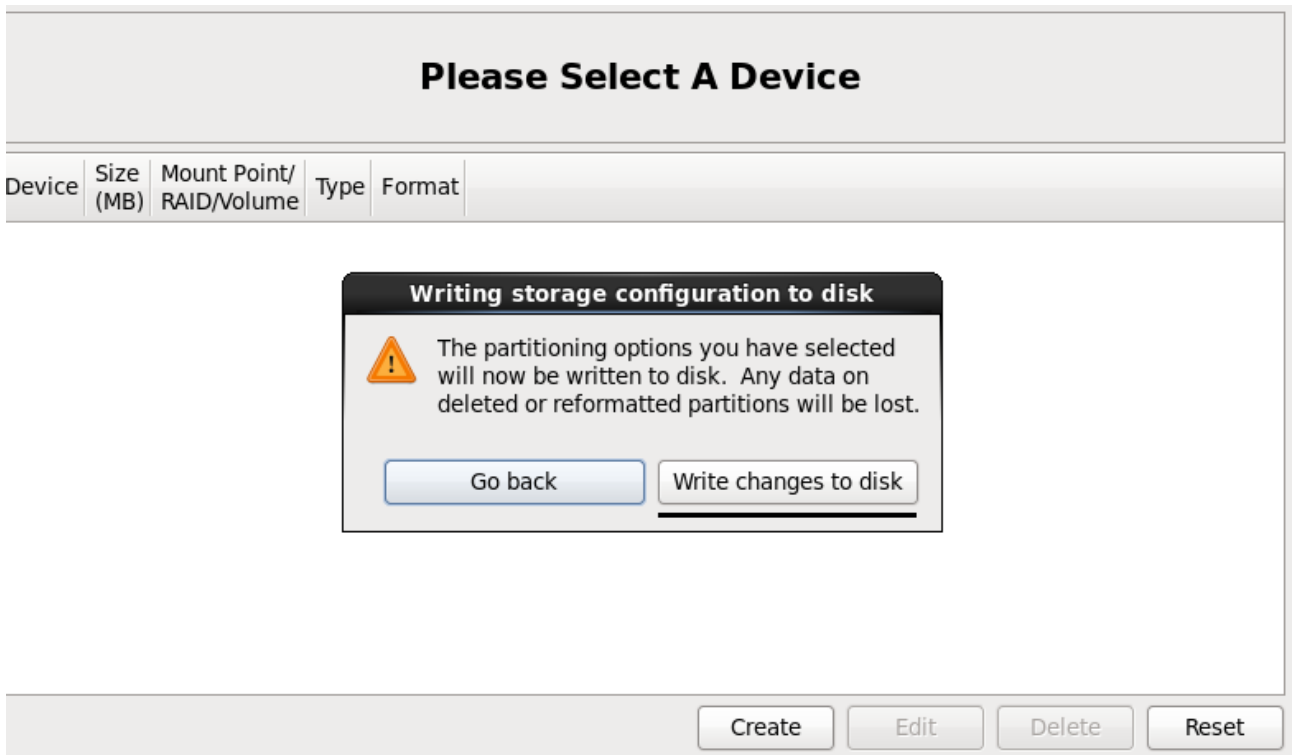 Please Select A Device
Device
Size
(MB)
Mount Point/
RAID/Volume
Type
Format
Writing storage configuration to disk
The partitioning options you have selected
will now be written to disk.  Any data on
deleted or reformatted partitions will be lost.
Go back
Write changes to disk
Create
Edit
Delete
Reset